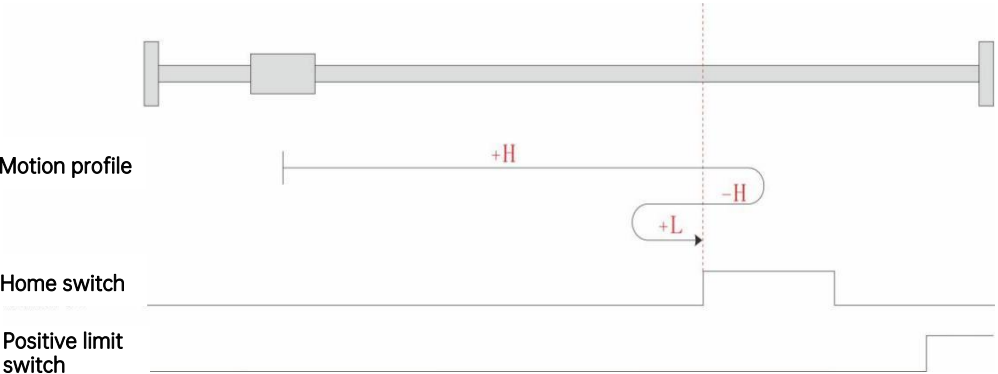 Motion profile
+H
-H
+L
Home switch
Positive limit
switch